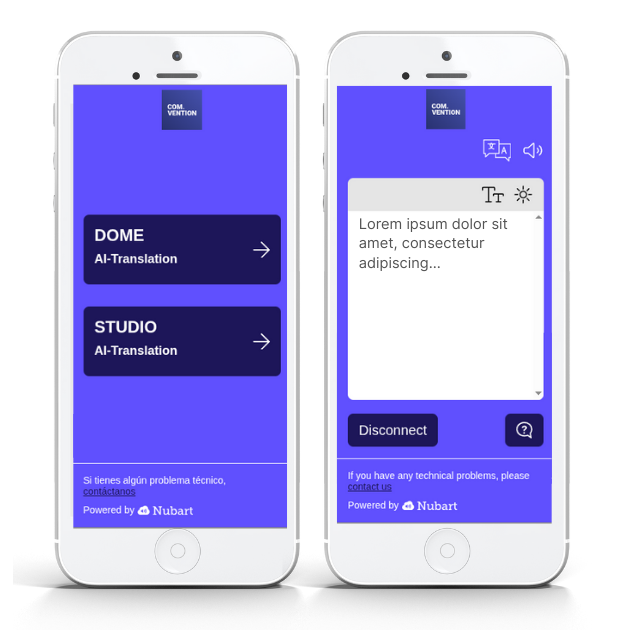 COM.
VENTION
DOME
AI-Translation
STUDIO
AI-Translation
Si tienes algún problema técnico,
contáctanos
Powered by Nubart
COM.
VENTION
TT
Lorem ipsum dolor sit
amet, consectetur
adipiscing...
Disconnect
If you have any technical problems, please
contact us
Powered by Nubart